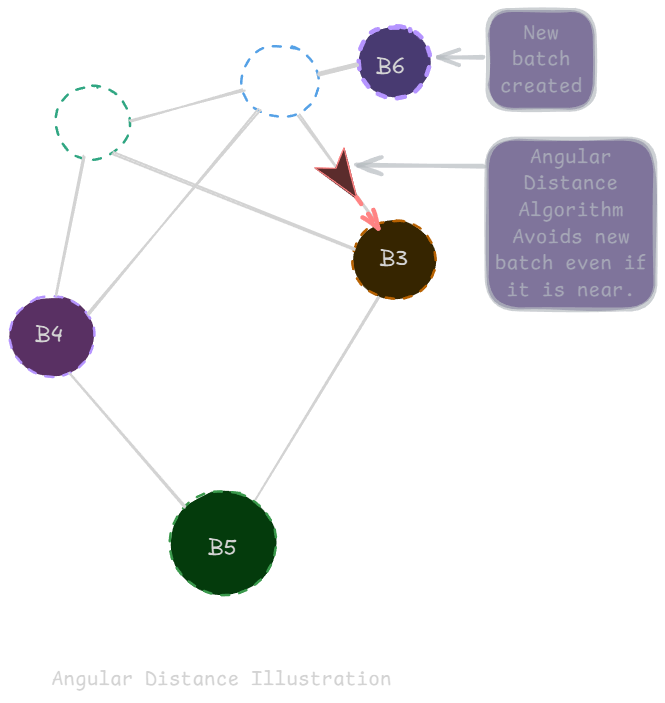 B6
New
batch
created
Angular
Distance
Algorithm
Avoids new
batch even if
it is near.
B3
B4
B5
Angular Distance Illustration